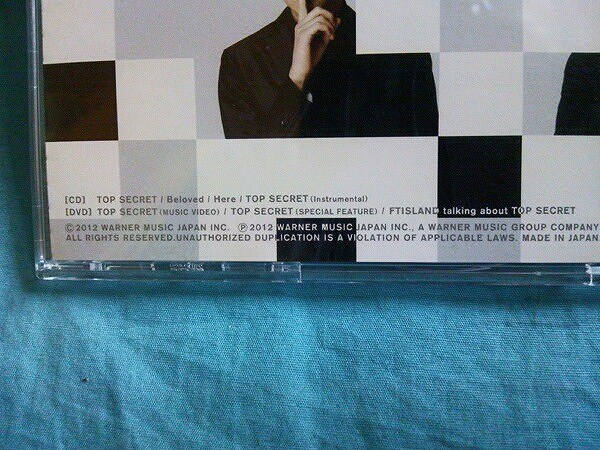 [CD] TOP SECRET / Beloved / Here / TOP SECRET (Instrumental)
[DVD] TOP SECRET (MUSIC VIDEO) / TOP SECRET (SPECIAL FEATURE) / FTISLAND talking about TOP SECRET
©2012 WARNER MUSIC JAPAN INC. ℗2012 WARNER MUSIC JAPAN INC., A WARNER MUSIC GROUP COMPANY
ALL RIGHTS RESERVED.UNAUTHORIZED DUPLICATION IS A VIOLATION OF APPLICABLE LAWS. MADE IN JAPAN